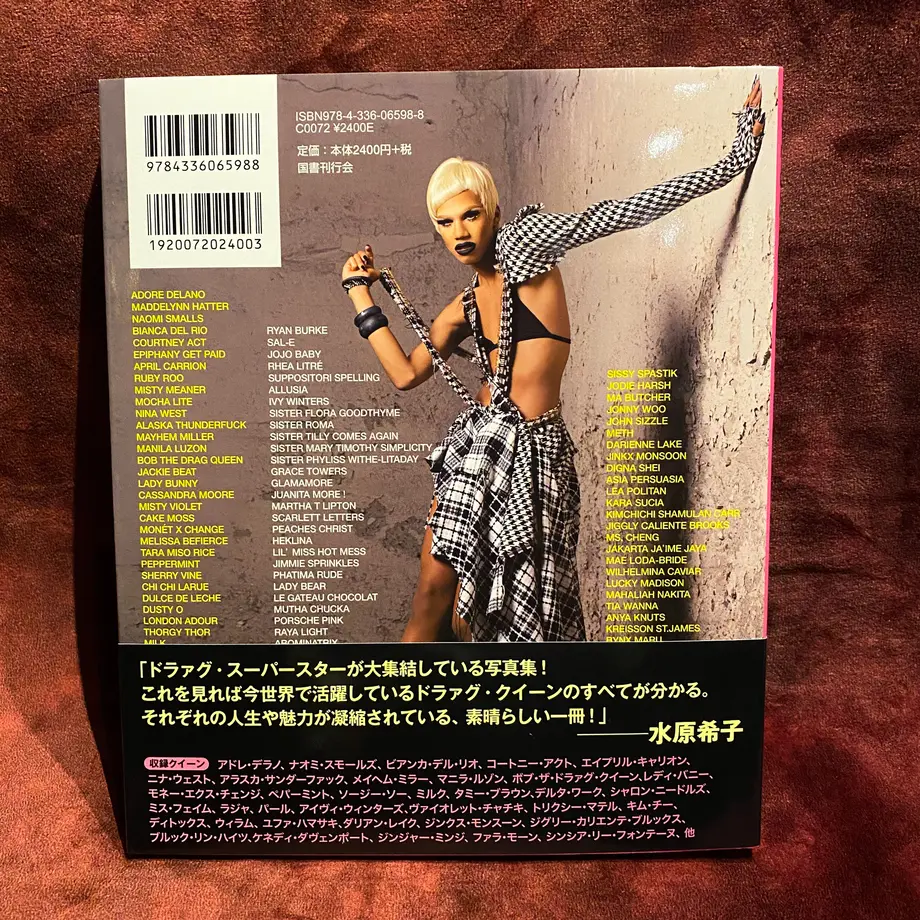 ISBN978-4-336-06598-8
C0072 ¥2400E
定価：本体2400円+税
国書刊行会
9784336065988
1920072024003
ADORE DELANO
MADDELYNN HATTER
NAOMI SMALLS
BIANCA DEL RIO
COURTNEY ACT
EPIPHANY GET PAID
APRIL CARRION
RUBY ROO
MISTY MEANER
MOCHA LITE
NINA WEST
ALASKA THUNDERFUCK
MAYHEM MILLER
MANILA LUZON
BOB THE DRAG QUEEN
JACKIE BEAT
LADY BUNNY
CASSANDRA MOORE
MISTY VIOLET
CAKE MOSS
MONÉT X CHANGE
MELISSA BEFIERCE
TARA MISO RICE
PEPPERMINT
SHERRY VINE
CHI CHI LARUE
DULCE DE LECHE
DUSTY O
LONDON ADOUR
THORGY THOR
MILK
RYAN BURKE
SAL-E
JOJO BABY
RHEA LITRÉ
SUPPOSITORI SPELLING
ALLUSIA
IVY WINTERS
SISTER FLORA GOODTHYME
SISTER ROMA
SISTER TILLY COMES AGAIN
SISTER MARY TIMOTHY SIMPLICITY
SISTER PHYLISS WITHE-LITADAY
GRACE TOWERS
GLAMAMORE
JUANITA MORE !
MARTHA T LIPTON
SCARLETT LETTERS
PEACHES CHRIST
HEKLINA
LIL' MISS HOT MESS
JIMMIE SPRINKLES
PHATIMA RUDE
LADY BEAR
LE GATEAU CHOCOLAT
MUTHA CHUCKA
PORSCHE PINK
RAYA LIGHT
AROMINATRIX
SISSY SPASTIK
JODIE HARSH
MA BUTCHER
JONNY WOO
JOHN SIZZLE
METH
DARIENNE LAKE
JINKX MONSOON
DIGNA SHEI
ASIA PERSUASIA
LEA POLITAN
KARA SUCIA
KIMCHICHI SHAMULAN CARR
JIGGLY CALIENTE BROOKS
MS. CHENG
JAKARTA JA'IME JAYA
MAE LODA-BRIDE
WILHELMINA CAVIAR
LUCKY MADISON
MAHALIAH NAKITA
TIA WANNA
ANYA KNUTS
KREISSON ST.JAMES
RYNX MARU
「ドラァグ・スーパースターが大集結している写真集！
これを見れば今世界で活躍しているドラァグ・クイーンのすべてが分かる。
それぞれの人生や魅力が凝縮されている、素晴らしい一冊！」
――水原希子
収録クイーン アドレ・デラノ、ナオミ・スモールズ、ビアンカ・デル・リオ、コートニー・アクト、エイプリル・キャリオン、
ニナ・ウェスト、アラスカ・サンダーファック、メイヘム・ミラー、マニラ・ルゾン、ボブ・ザ・ドラァグ・クイーン、レディ・バニー、
モネー・エクス・チェンジ、ペパーミント、ソージー・ソー、ミルク、タミー・ブラウン、デルタ・ワーク、シャロン・ニードルズ、
ミス・フェイム、ラジャ、パール、アイヴィ・ウィンターズ、ヴァイオレット・チャチキ、トリクシー・マテル、キム・チー、
ディトックス、ウィラム、ユファ・ハマサキ、ダリアン・レイク、ジンクス・モンスーン、ジグリー・カリエンテ・ブルックス、
ブルック・リン・ハイツ、ケネディ・ダヴェンポート、ジンジャー・ミンジ、ファラ・モーン、シンシア・リー・フォンテーヌ、他